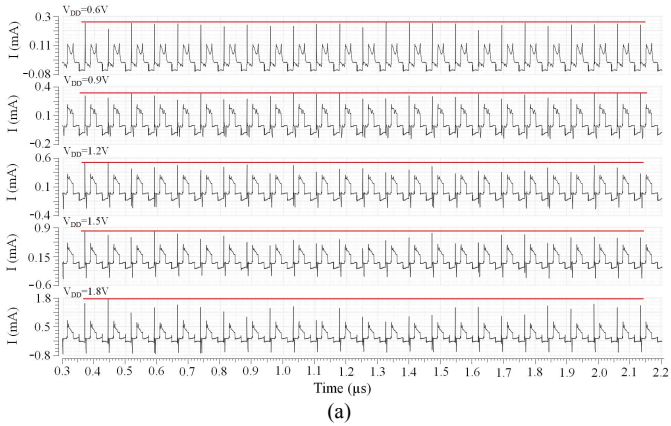 V_DD=0.6V
0.3
I (mA)
0.11
−0.08
V_DD=0.9V
0.4
I (mA)
0.1
−0.2
V_DD=1.2V
0.6
I (mA)
0.1
−0.4
V_DD=1.5V
0.9
I (mA)
0.15
−0.6
V_DD=1.8V
1.8
I (mA)
0.5
−0.8
0.3 0.4 0.5 0.6 0.7 0.8 0.9 1.0 1.1 1.2 1.3 1.4 1.5 1.6 1.7 1.8 1.9 2.0 2.1 2.2
Time (μs)
(a)